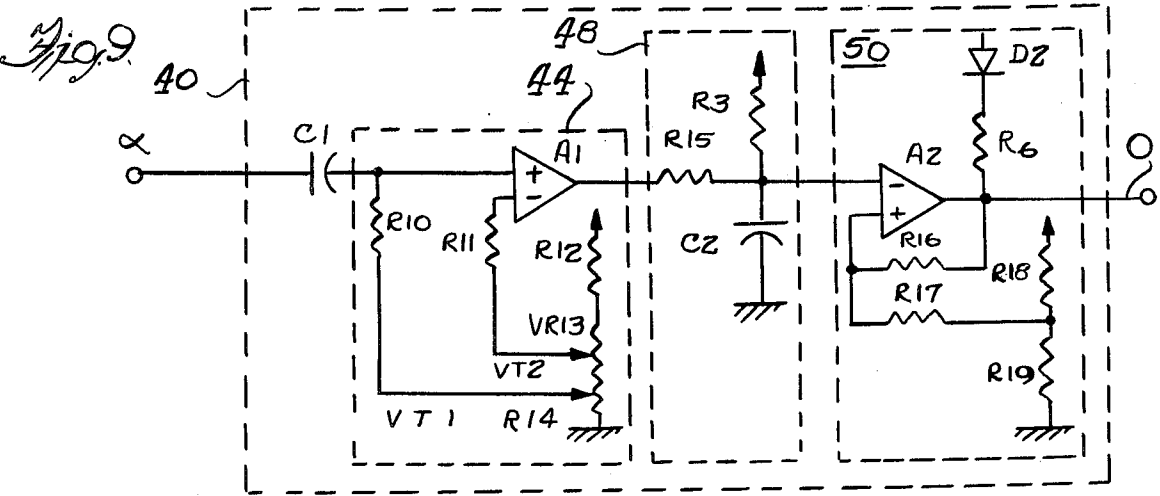 Fig. 9.
40
44
48
50
α
C1
A1
+
-
R10
R11
R12
VR13
VT2
VT1
R14
R15
R3
C2
D2
R6
A2
-
+
R16
R17
R18
R19
O